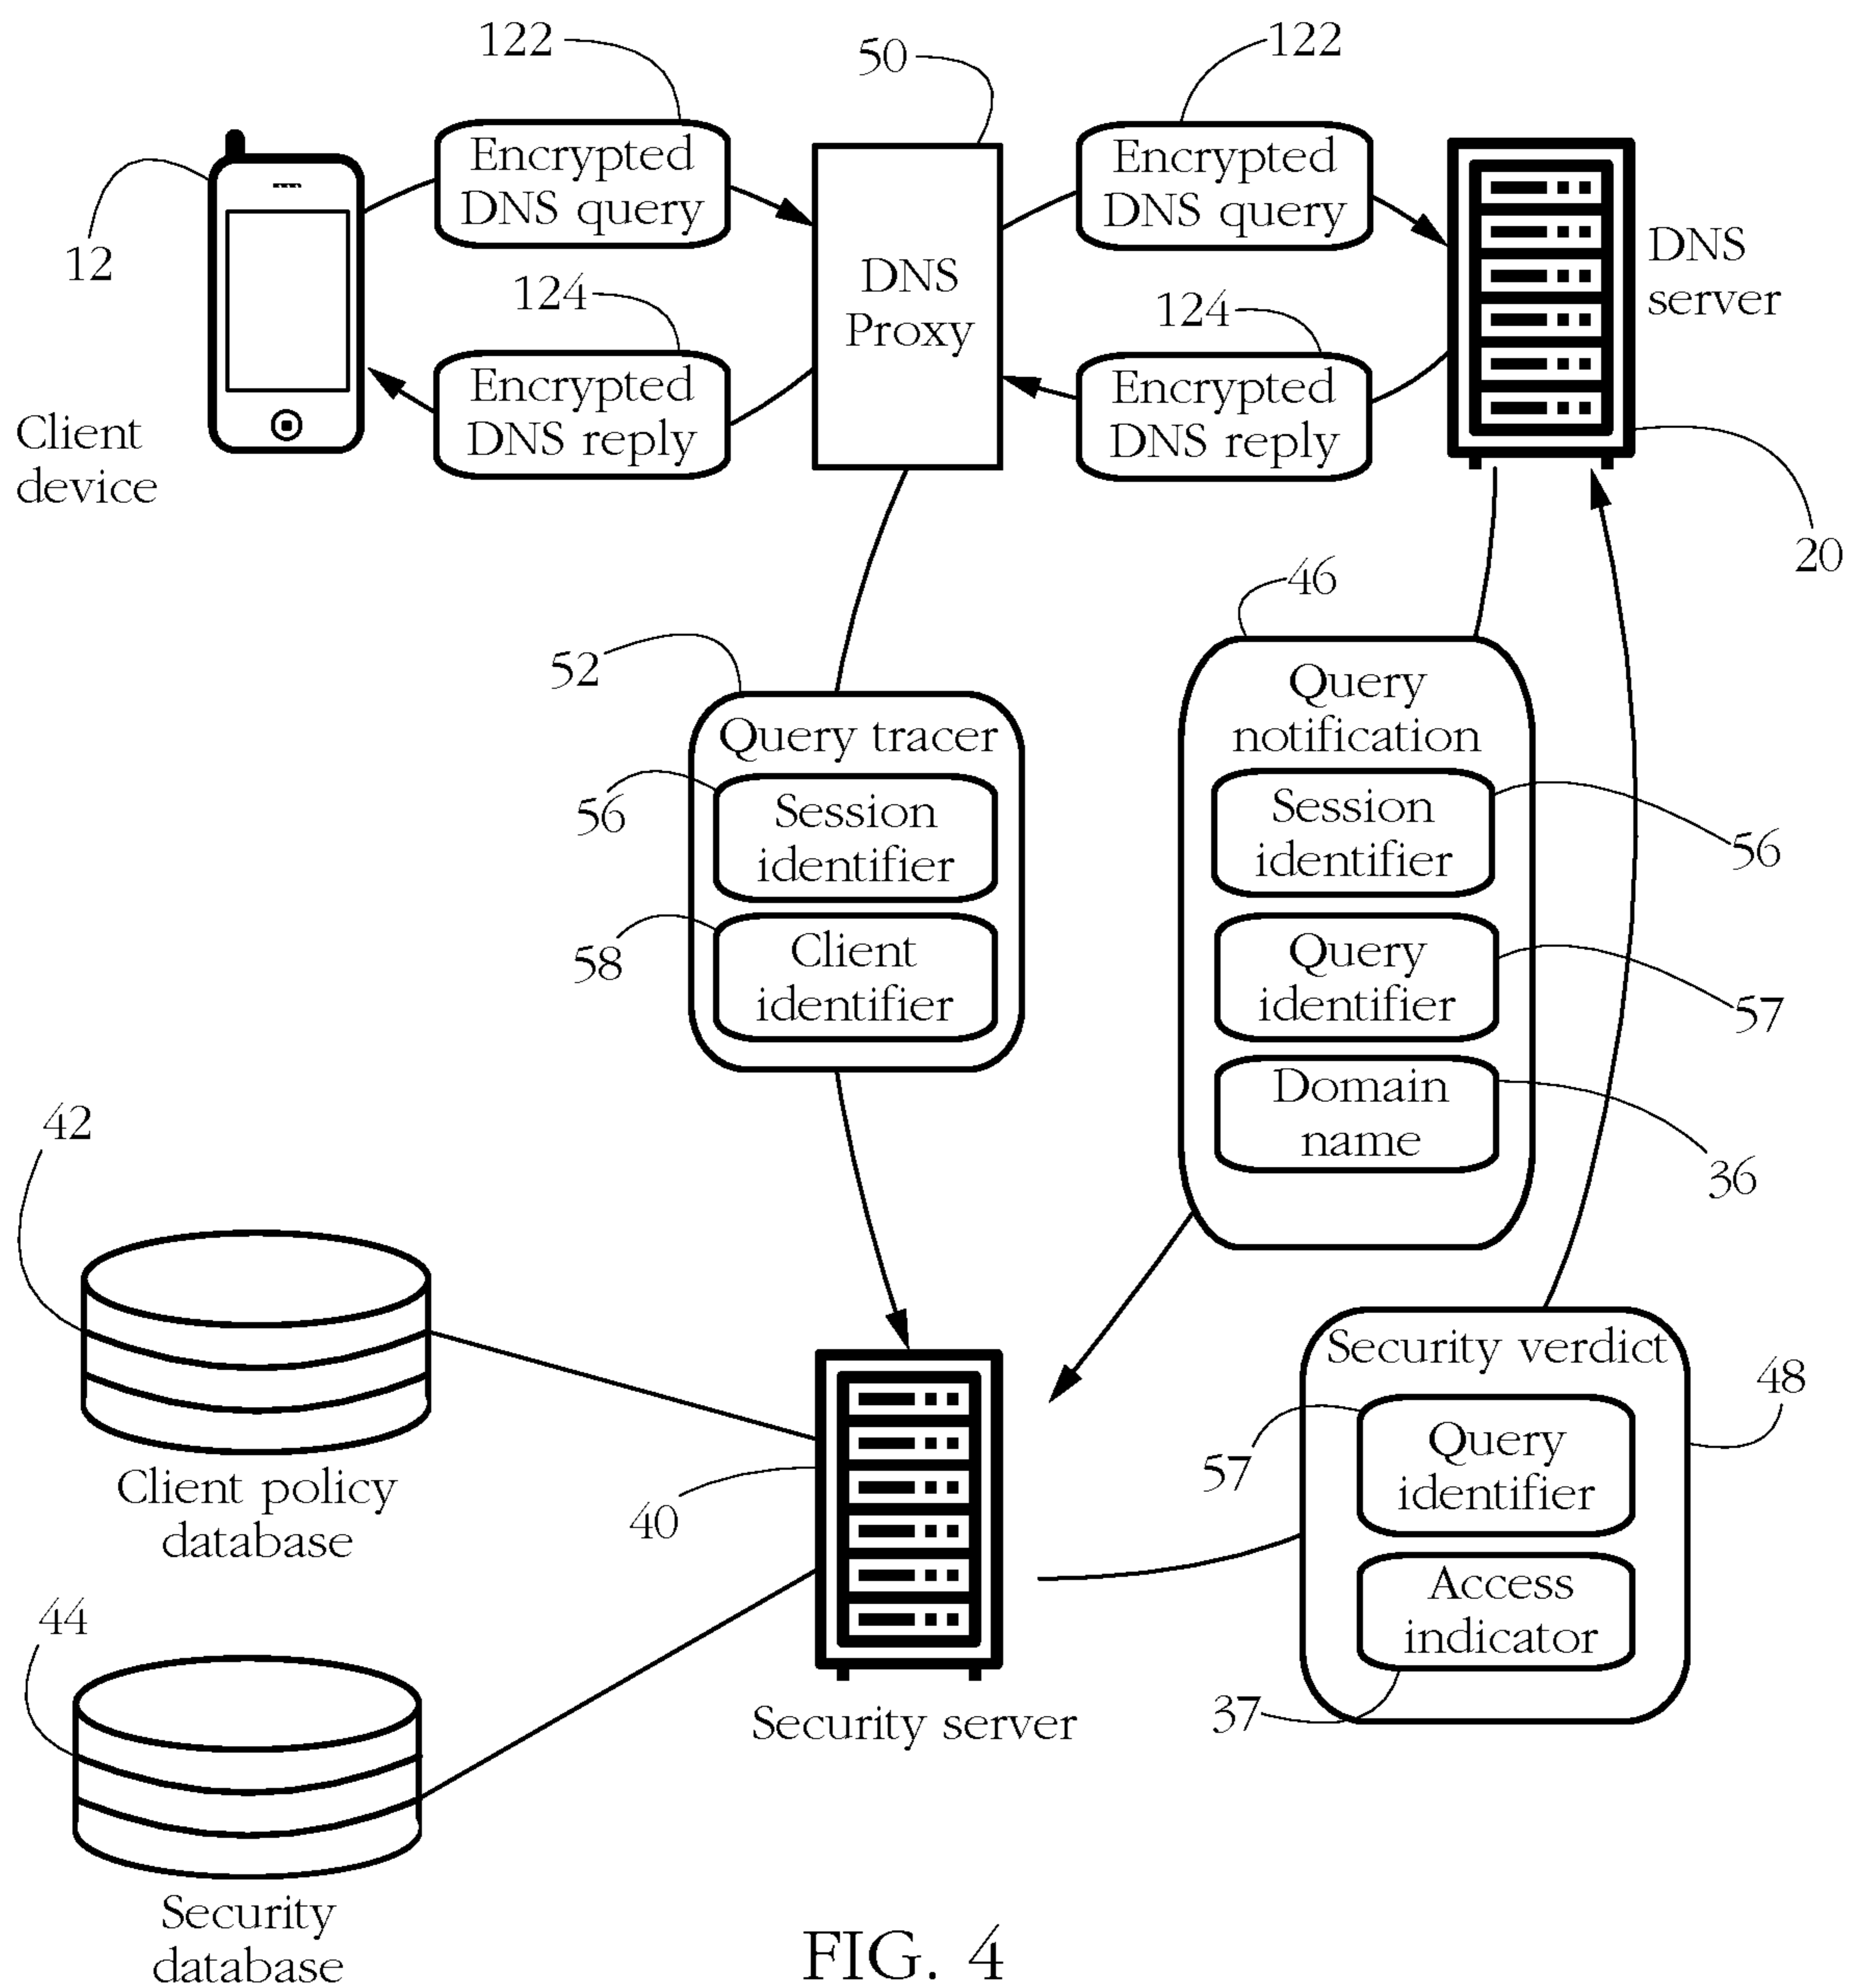 122
50
122
Encrypted
DNS query
Encrypted
DNS query
12
DNS
Proxy
DNS
server
124
124
Encrypted
DNS reply
Encrypted
DNS reply
Client
device
20
46
52
Query tracer
56
Session
identifier
58
Client
identifier
Query
notification
Session
identifier
56
Query
identifier
57
Domain
name
36
42
Client policy
database
40
Security verdict
48
57
Query
identifier
Access
indicator
37
44
Security server
Security
database
FIG. 4